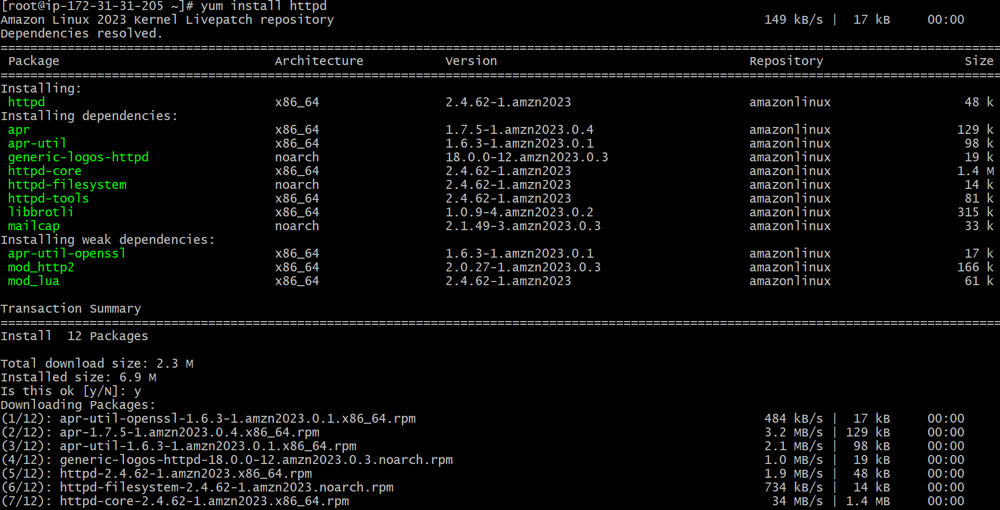 [root@ip-172-31-31-205 ~]# yum install httpd
Amazon Linux 2023 Kernel Livepatch repository 149 kB/s | 17 kB 00:00
Dependencies resolved.
================================================================================
Package Architecture Version Repository Size
================================================================================
Installing:
httpd x86_64 2.4.62-1.amzn2023 amazonlinux 48 k
Installing dependencies:
apr x86_64 1.7.5-1.amzn2023.0.4 amazonlinux 129 k
apr-util x86_64 1.6.3-1.amzn2023.0.1 amazonlinux 98 k
generic-logos-httpd noarch 18.0.0-12.amzn2023.0.3 amazonlinux 19 k
httpd-core x86_64 2.4.62-1.amzn2023 amazonlinux 1.4 M
httpd-filesystem noarch 2.4.62-1.amzn2023 amazonlinux 14 k
httpd-tools x86_64 2.4.62-1.amzn2023 amazonlinux 81 k
libbrotli x86_64 1.0.9-4.amzn2023.0.2 amazonlinux 315 k
mailcap noarch 2.1.49-3.amzn2023.0.3 amazonlinux 33 k
Installing weak dependencies:
apr-util-openssl x86_64 1.6.3-1.amzn2023.0.1 amazonlinux 17 k
mod_http2 x86_64 2.0.27-1.amzn2023.0.3 amazonlinux 166 k
mod_lua x86_64 2.4.62-1.amzn2023 amazonlinux 61 k
Transaction Summary
================================================================================
Install 12 Packages
Total download size: 2.3 M
Installed size: 6.9 M
Is this ok [y/N]: y
Downloading Packages:
(1/12): apr-util-openssl-1.6.3-1.amzn2023.0.1.x86_64.rpm 484 kB/s | 17 kB 00:00
(2/12): apr-1.7.5-1.amzn2023.0.4.x86_64.rpm 3.2 MB/s | 129 kB 00:00
(3/12): apr-util-1.6.3-1.amzn2023.0.1.x86_64.rpm 2.1 MB/s | 98 kB 00:00
(4/12): generic-logos-httpd-18.0.0-12.amzn2023.0.3.noarch.rpm 1.0 MB/s | 19 kB 00:00
(5/12): httpd-2.4.62-1.amzn2023.x86_64.rpm 1.9 MB/s | 48 kB 00:00
(6/12): httpd-filesystem-2.4.62-1.amzn2023.noarch.rpm 734 kB/s | 14 kB 00:00
(7/12): httpd-core-2.4.62-1.amzn2023.x86_64.rpm 34 MB/s | 1.4 MB 00:00